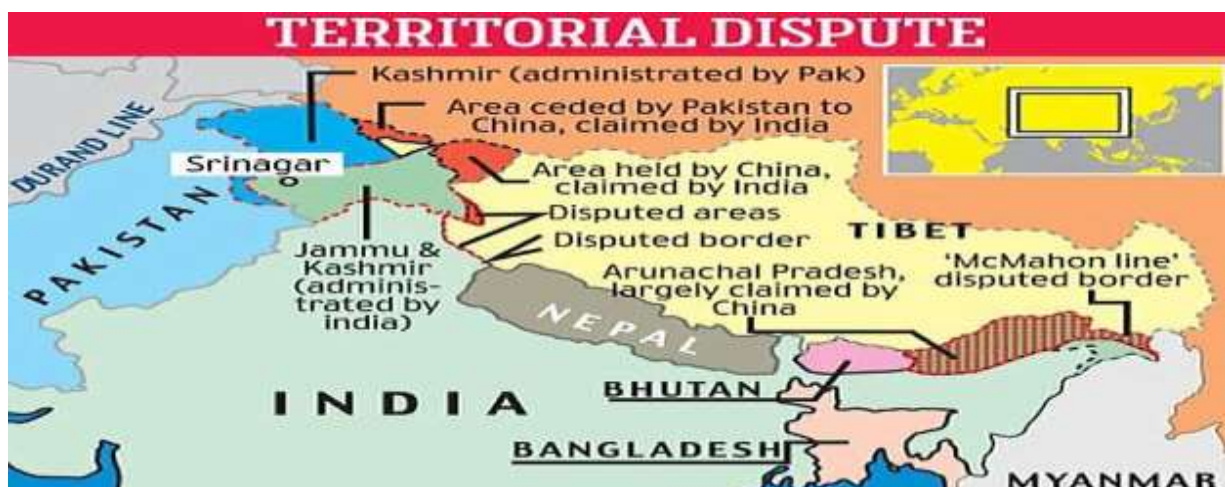 TERRITORIAL DISPUTE
Kashmir (administrated by Pak)
Area ceded by Pakistan to
China, claimed by India
DURAND LINE
Srinagar
Area held by China,
claimed by India
Disputed areas
Disputed border
TIBET
PAKISTAN
Jammu &
Kashmir
(adminis-
trated by
india)
Arunachal Pradesh,
largely claimed by
China
'McMahon line'
disputed border
NEPAL
INDIA
BHUTAN
BANGLADESH
MYANMAR